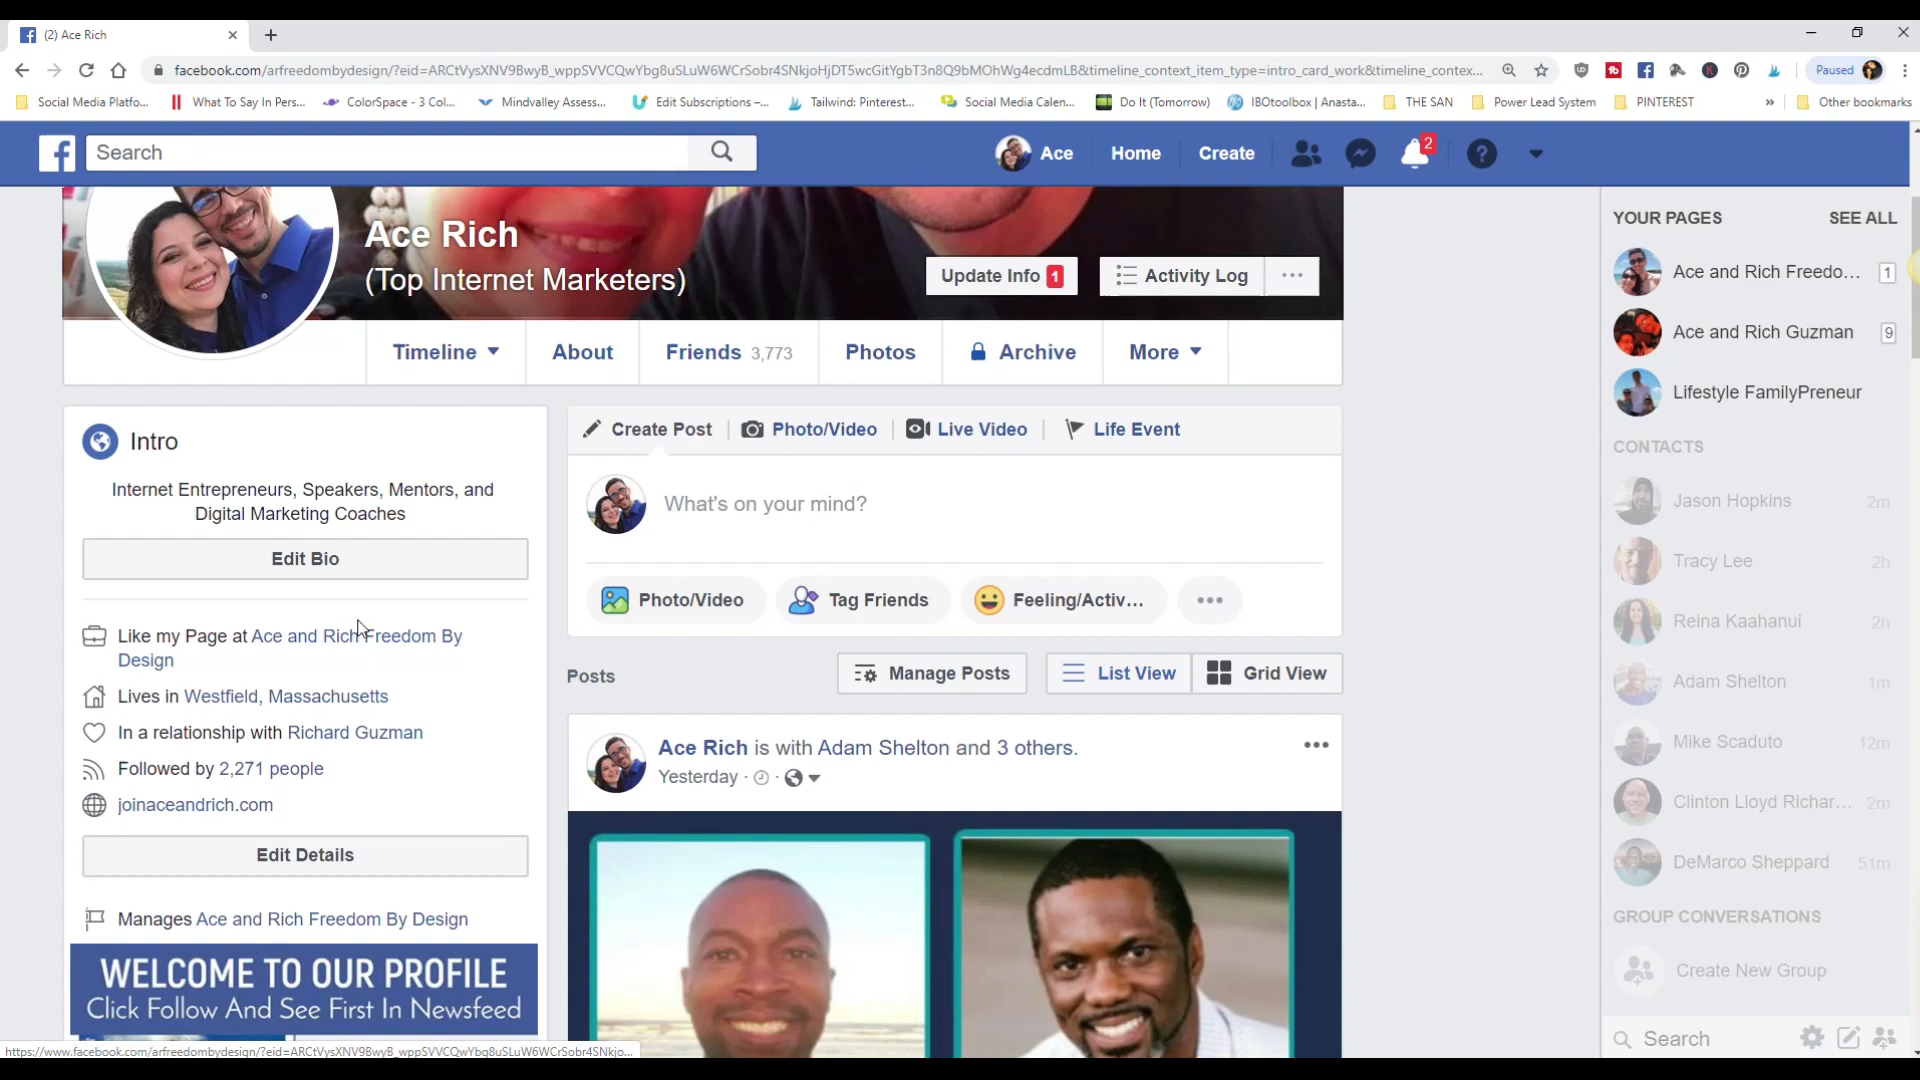 (2) Ace Rich
facebook.com/arfreedombydesign/?eid=ARCtVysXNV9BwyB_wppSVVCQwYbg8uSLuW6WCrSobr4SNkjoHjDT5wcGitYgbT3n8Q9bMOhWg4ecdmLB&timeline_context_item_type=intro_card_work&timeline_contex...
Paused
Social Media Platfo...
What To Say In Pers...
ColorSpace - 3 Col...
Mindvalley Assess...
Edit Subscriptions –...
Tailwind: Pinterest...
Social Media Calen...
Do It (Tomorrow)
IBOtoolbox | Anasta...
THE SAN
Power Lead System
PINTEREST
»
Other bookmarks
Search
Ace
Home
Create
2
Ace Rich
(Top Internet Marketers)
Update Info 1
Activity Log
Timeline
About
Friends 3,773
Photos
Archive
More
Intro
Internet Entrepreneurs, Speakers, Mentors, and
Digital Marketing Coaches
Edit Bio
Like my Page at Ace and Rich Freedom By
Design
Lives in Westfield, Massachusetts
In a relationship with Richard Guzman
Followed by 2,271 people
joinaceandrich.com
Edit Details
Manages Ace and Rich Freedom By Design
WELCOME TO OUR PROFILE
Click Follow And See First In Newsfeed
https://www.facebook.com/arfreedombydesign/?eid=ARCtVysXNV9BwyB_wppSVVCQwYbg8uSLuW6WCrSobr4SNkjo...
Create Post
Photo/Video
Live Video
Life Event
What's on your mind?
Photo/Video
Tag Friends
Feeling/Activ...
Posts
Manage Posts
List View
Grid View
Ace Rich is with Adam Shelton and 3 others.
Yesterday ·
YOUR PAGES
SEE ALL
Ace and Rich Freedo... 1
Ace and Rich Guzman 9
Lifestyle FamilyPreneur
CONTACTS
Jason Hopkins 2m
Tracy Lee 2h
Reina Kaahanui 2h
Adam Shelton 1m
Mike Scaduto 12m
Clinton Lloyd Richar... 2m
DeMarco Sheppard 51m
GROUP CONVERSATIONS
Create New Group
Search